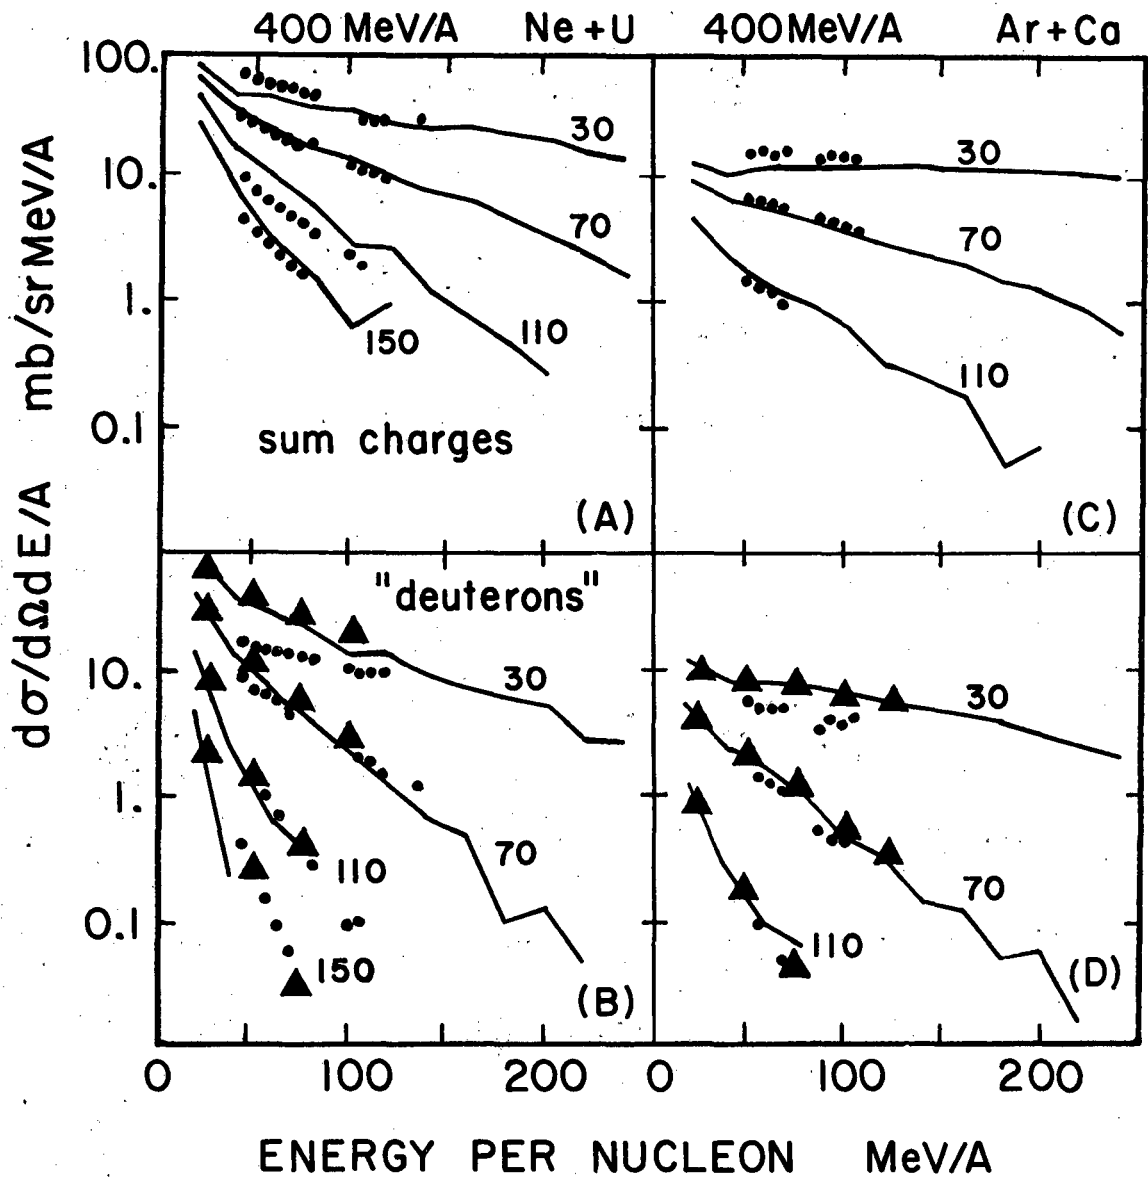 400 MeV/A Ne+U 400 MeV/A Ar+Ca
dσ/dΩdE/A mb/sr MeV/A
100.
10.
1.
0.1
30
70
110
150
sum charges
(A)
30
70
110
(C)
10.
1.
0.1
"deuterons"
30
70
110
150
(B)
30
70
110
(D)
0 100 200 0 100 200
ENERGY PER NUCLEON MeV/A